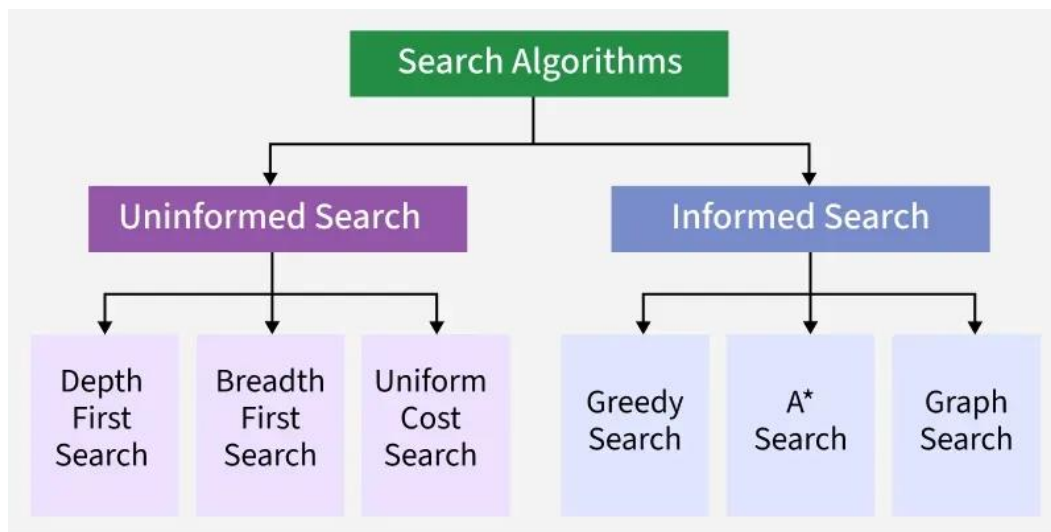 Search Algorithms
Uninformed Search
Informed Search
Depth
First
Search
Breadth
First
Search
Uniform
Cost
Search
Greedy
Search
A*
Search
Graph
Search